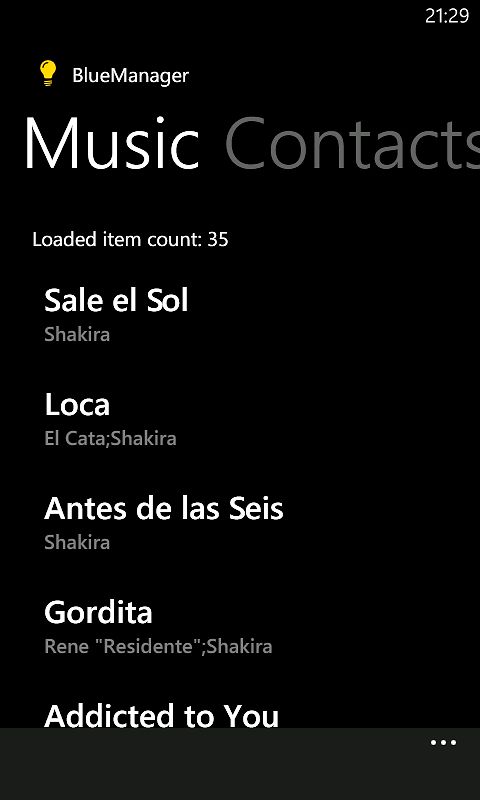 21:29
BlueManager
Music Contacts
Loaded item count: 35
Sale el Sol
Shakira
Loca
El Cata;Shakira
Antes de las Seis
Shakira
Gordita
Rene "Residente";Shakira
Addicted to You